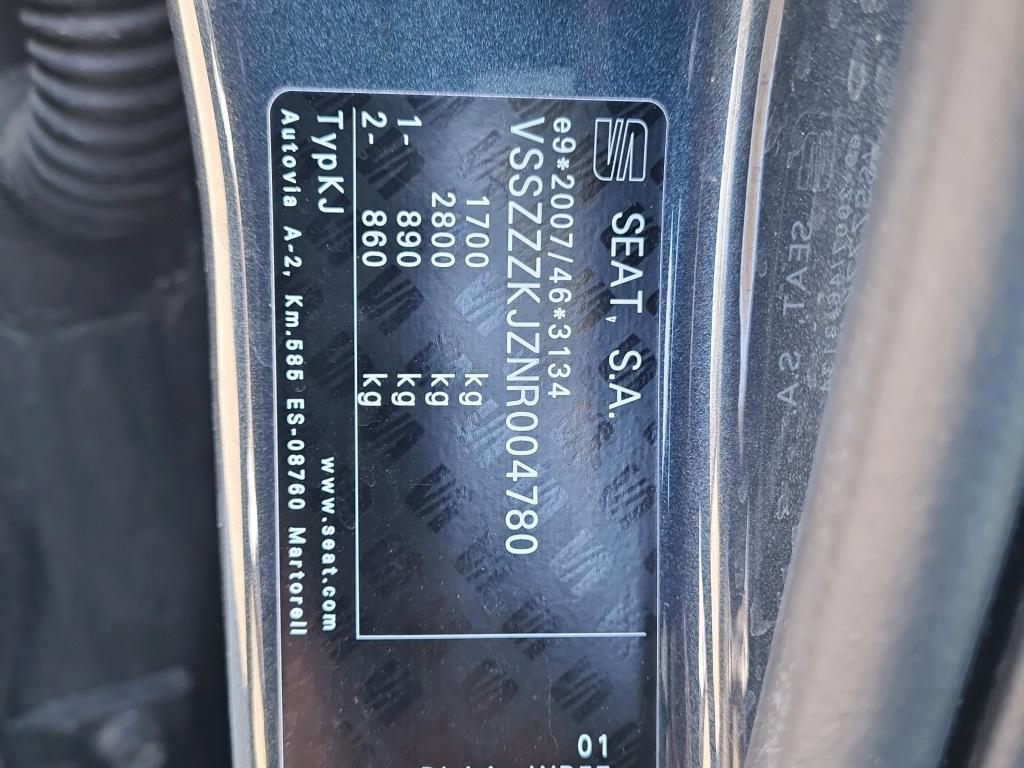 SEAT, S.A.
e9*2007/46*3134
VSSZZZKJZNR004780
1700 kg
2800 kg
1- 890 kg
2- 860 kg
TypKJ www.seat.com
Autovia A-2, Km.585 ES-08760 Martorell
01